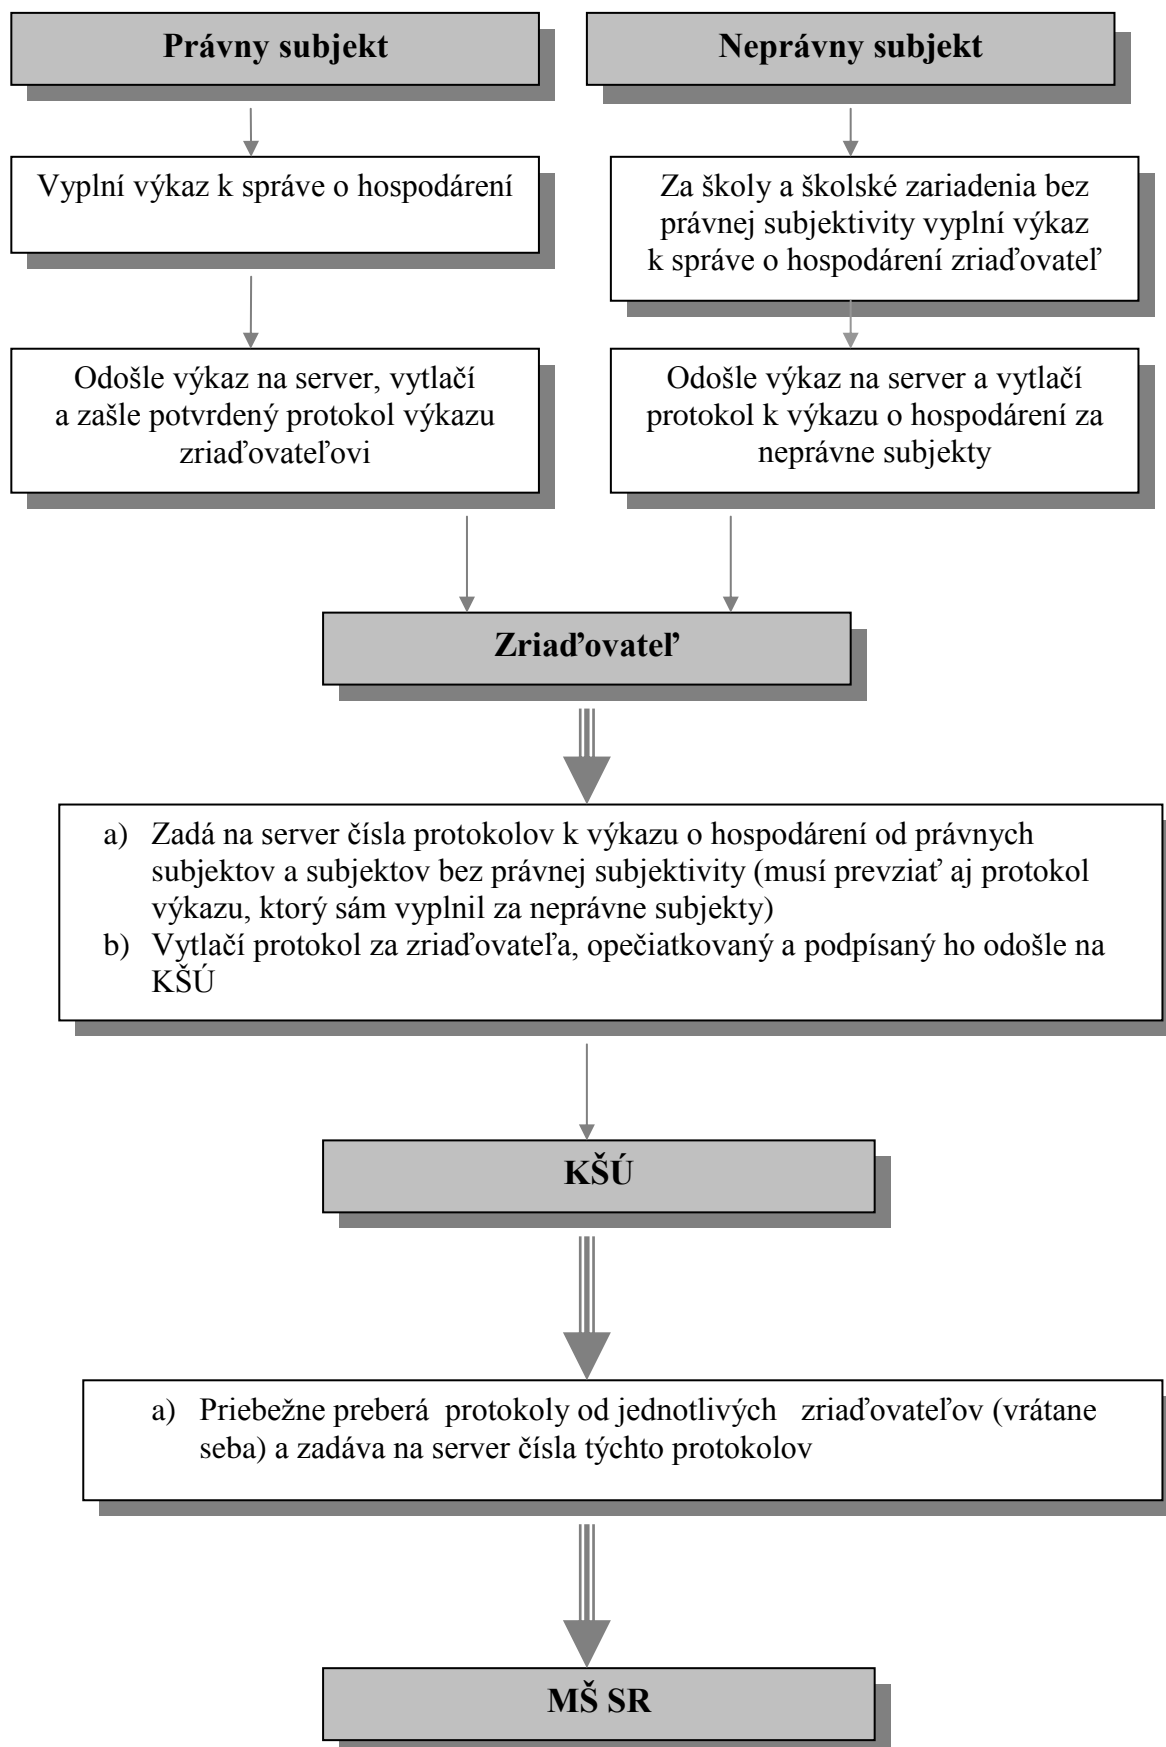 Právny subjekt
Neprávny subjekt
Vyplní výkaz k správe o hospodárení
Za školy a školské zariadenia bez
právnej subjektivity vyplní výkaz
k správe o hospodárení zriaďovateľ
Odošle výkaz na server, vytlačí
a zašle potvrdený protokol výkazu
zriaďovateľovi
Odošle výkaz na server a vytlačí
protokol k výkazu o hospodárení za
neprávne subjekty
Zriaďovateľ
a) Zadá na server čísla protokolov k výkazu o hospodárení od právnych
subjektov a subjektov bez právnej subjektivity (musí prevziať aj protokol
výkazu, ktorý sám vyplnil za neprávne subjekty)
b) Vytlačí protokol za zriaďovateľa, opečiatkovaný a podpísaný ho odošle na
KŠÚ
KŠÚ
a) Priebežne preberá protokoly od jednotlivých zriaďovateľov (vrátane
seba) a zadáva na server čísla týchto protokolov
MŠ SR